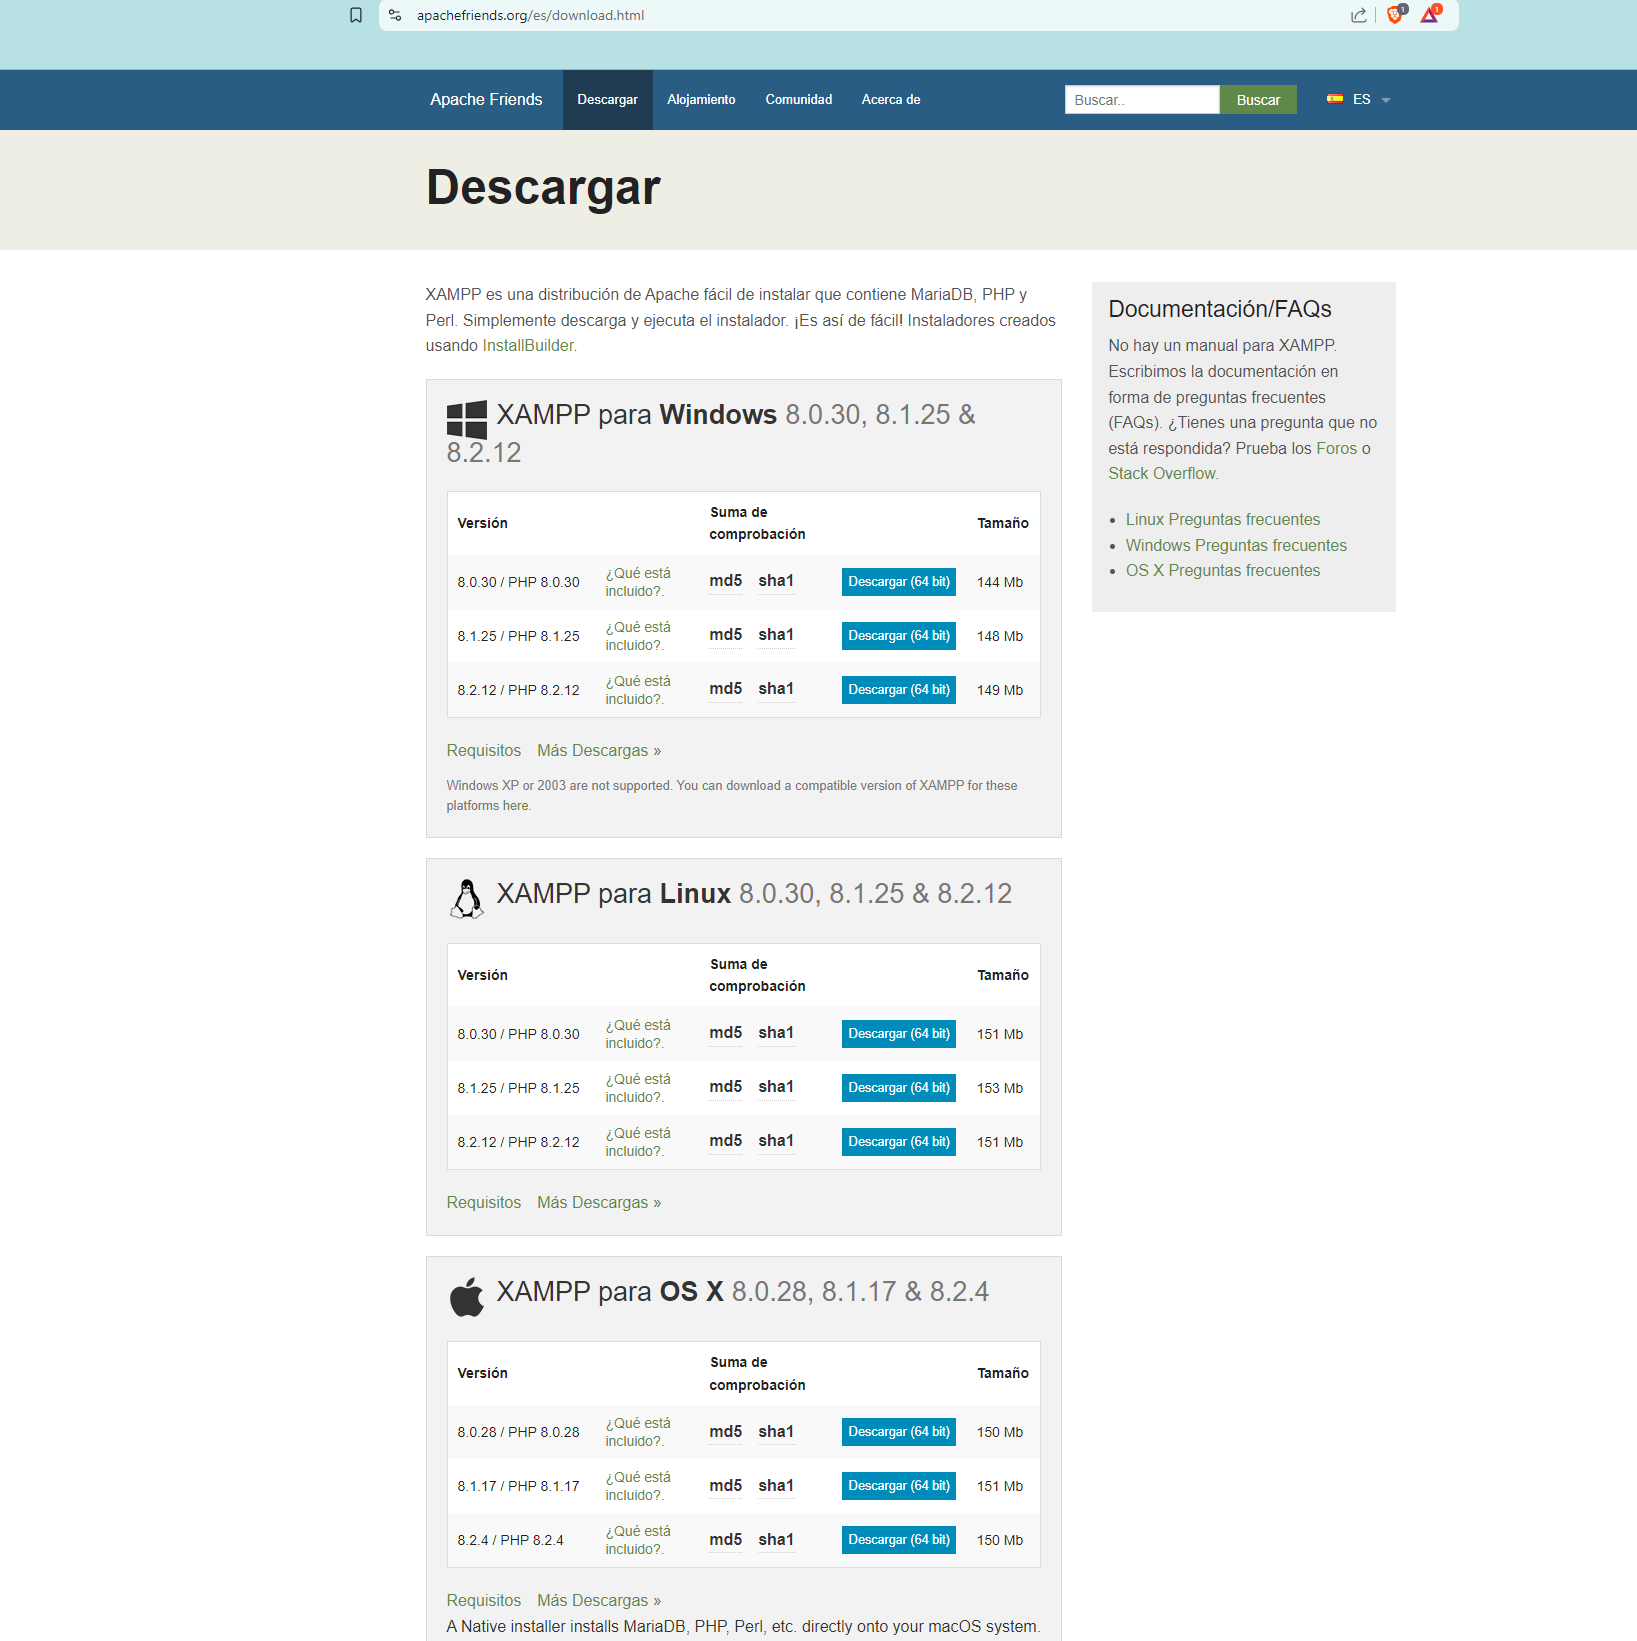 apachefriends.org/es/download.html
1
1
Apache Friends Descargar Alojamiento Comunidad Acerca de Buscar.. Buscar ES
Descargar
XAMPP es una distribución de Apache fácil de instalar que contiene MariaDB, PHP y
Perl. Simplemente descarga y ejecuta el instalador. ¡Es así de fácil! Instaladores creados
usando InstallBuilder.
XAMPP para Windows 8.0.30, 8.1.25 &
8.2.12
Versión Suma de comprobación Tamaño
8.0.30 / PHP 8.0.30 ¿Qué está incluido?. md5 sha1 Descargar (64 bit) 144 Mb
8.1.25 / PHP 8.1.25 ¿Qué está incluido?. md5 sha1 Descargar (64 bit) 148 Mb
8.2.12 / PHP 8.2.12 ¿Qué está incluido?. md5 sha1 Descargar (64 bit) 149 Mb
Requisitos Más Descargas »
Windows XP or 2003 are not supported. You can download a compatible version of XAMPP for these
platforms here.
XAMPP para Linux 8.0.30, 8.1.25 & 8.2.12
Versión Suma de comprobación Tamaño
8.0.30 / PHP 8.0.30 ¿Qué está incluido?. md5 sha1 Descargar (64 bit) 151 Mb
8.1.25 / PHP 8.1.25 ¿Qué está incluido?. md5 sha1 Descargar (64 bit) 153 Mb
8.2.12 / PHP 8.2.12 ¿Qué está incluido?. md5 sha1 Descargar (64 bit) 151 Mb
Requisitos Más Descargas »
XAMPP para OS X 8.0.28, 8.1.17 & 8.2.4
Versión Suma de comprobación Tamaño
8.0.28 / PHP 8.0.28 ¿Qué está incluido?. md5 sha1 Descargar (64 bit) 150 Mb
8.1.17 / PHP 8.1.17 ¿Qué está incluido?. md5 sha1 Descargar (64 bit) 151 Mb
8.2.4 / PHP 8.2.4 ¿Qué está incluido?. md5 sha1 Descargar (64 bit) 150 Mb
Requisitos Más Descargas »
A Native installer installs MariaDB, PHP, Perl, etc. directly onto your macOS system.
Documentación/FAQs
No hay un manual para XAMPP.
Escribimos la documentación en
forma de preguntas frecuentes
(FAQs). ¿Tienes una pregunta que no
está respondida? Prueba los Foros o
Stack Overflow.
Linux Preguntas frecuentes
Windows Preguntas frecuentes
OS X Preguntas frecuentes